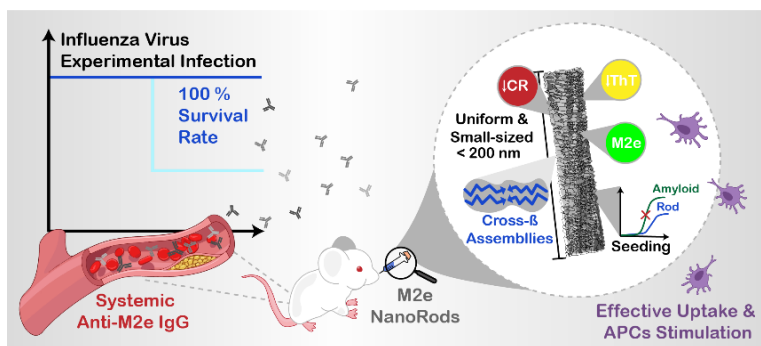 Influenza Virus
Experimental Infection
100 %
Survival
Rate
Systemic
Anti-M2e IgG
M2e
NanoRods
↓CR
↓ThT
Uniform &
Small-sized
< 200 nm
M2e
Cross-ß
Assembllies
Amyloid
Rod
Seeding
Effective Uptake &
APCs Stimulation